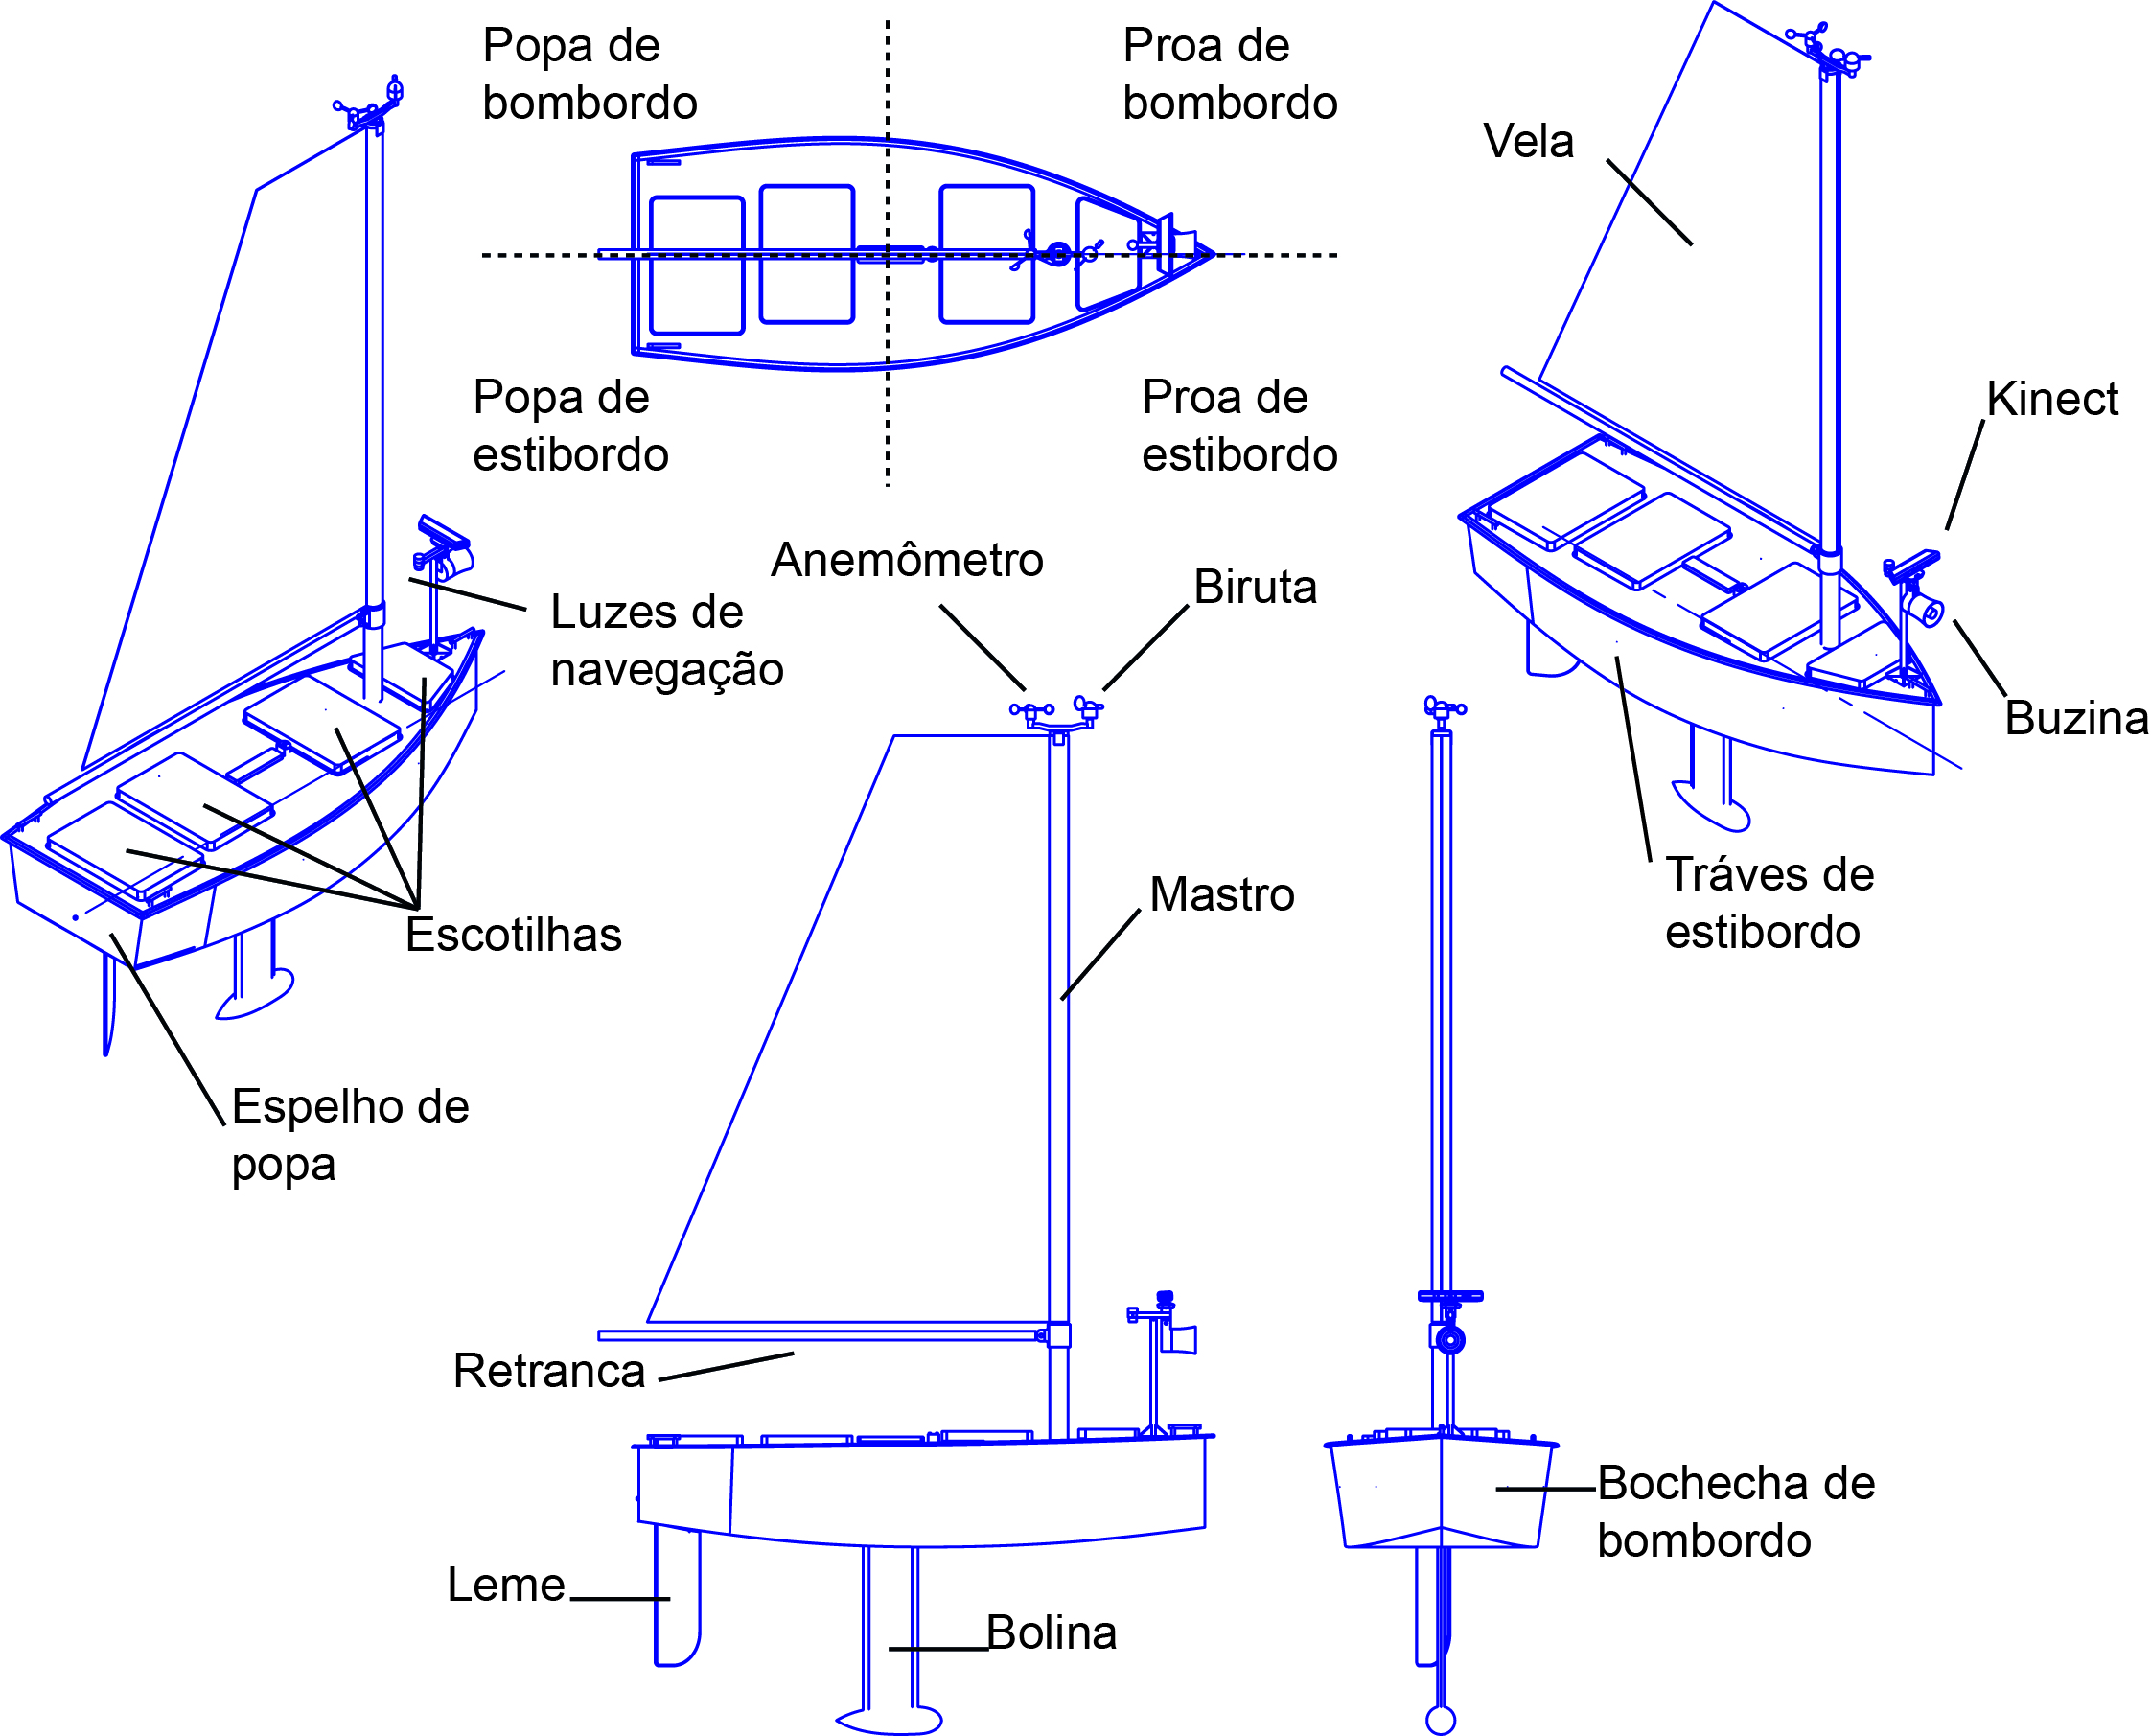 Popa de
bombordo
Proa de
bombordo
Vela
Popa de
estibordo
Proa de
estibordo
Kinect
Anemômetro
Biruta
Luzes de
navegação
Buzina
Escotilhas
Mastro
Tráves de
estibordo
Espelho de
popa
Retranca
Bochecha de
bombordo
Leme
Bolina